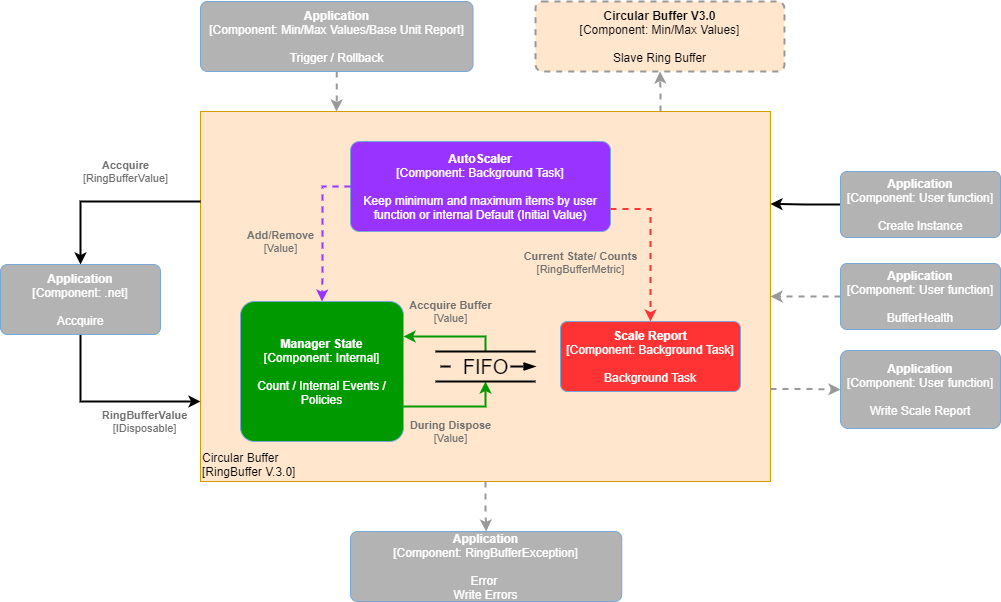 Application
[Component: Min/Max Values/Base Unit Report]
Trigger / Rollback
Circular Buffer V3.0
[Component: Min/Max Values]
Slave Ring Buffer
Accquire
[RingBufferValue]
AutoScaler
[Component: Background Task]
Keep minimum and maximum items by user
function or internal Default (Initial Value)
Application
[Component: User function]
Create Instance
Add/Remove
[Value]
Current State/ Counts
[RingBufferMetric]
Application
[Component: .net]
Accquire
Application
[Component: User function]
BufferHealth
Accquire Buffer
[Value]
Manager State
[Component: Internal]
Count / Internal Events /
Policies
FIFO
Scale Report
[Component: Background Task]
Background Task
Application
[Component: User function]
Write Scale Report
RingBufferValue
[IDisposable]
During Dispose
[Value]
Circular Buffer
[RingBuffer V.3.0]
Application
[Component: RingBufferException]
Error
Write Errors